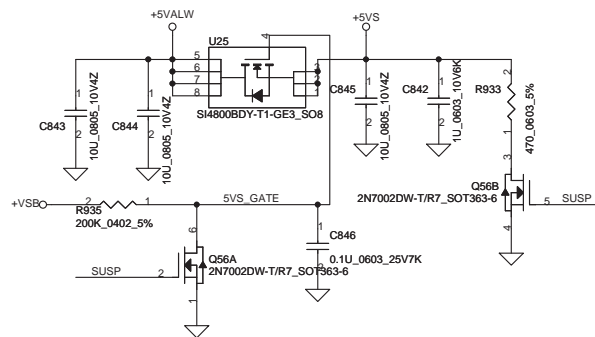 +5VALW
+5VS
U25
4
5
6
7
8
3
2
1
SI4800BDY-T1-GE3_SO8
C843
1
2
10U_0805_10V4Z
C844
1
2
10U_0805_10V4Z
C845
1
2
10U_0805_10V4Z
C842
1
2
1U_0603_10V6K
R933
2
1
470_0603_5%
+VSB
2
1
R935
200K_0402_5%
5VS_GATE
Q56B
2N7002DW-T/R7_SOT363-6
3
5
4
SUSP
C846
1
2
0.1U_0603_25V7K
SUSP
2
6
1
Q56A
2N7002DW-T/R7_SOT363-6